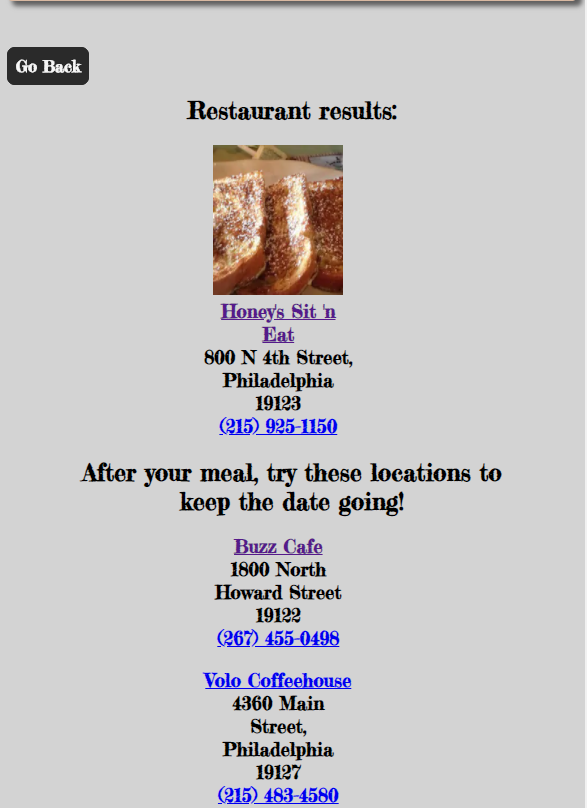 Go Back
Restaurant results:
Honey's Sit 'n
Eat
800 N 4th Street,
Philadelphia
19123
(215) 925-1150
After your meal, try these locations to
keep the date going!
Buzz Cafe
1800 North
Howard Street
19122
(267) 455-0498
Volo Coffeehouse
4360 Main
Street,
Philadelphia
19127
(215) 483-4580